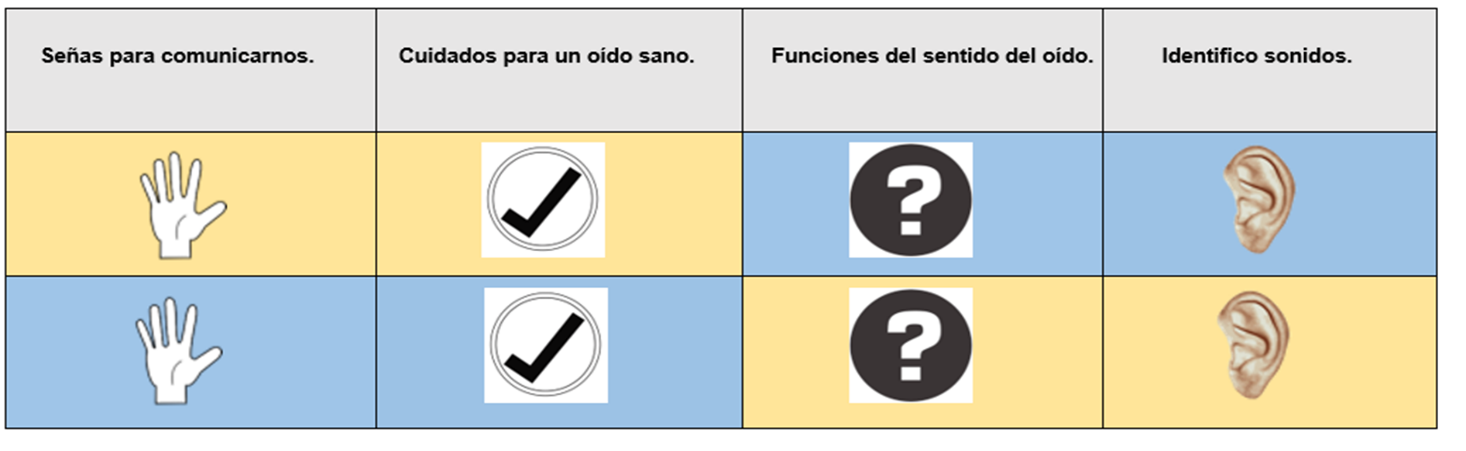 Señas para comunicarnos.
Cuidados para un oído sano.
Funciones del sentido del oído.
Identifico sonidos.
?
?